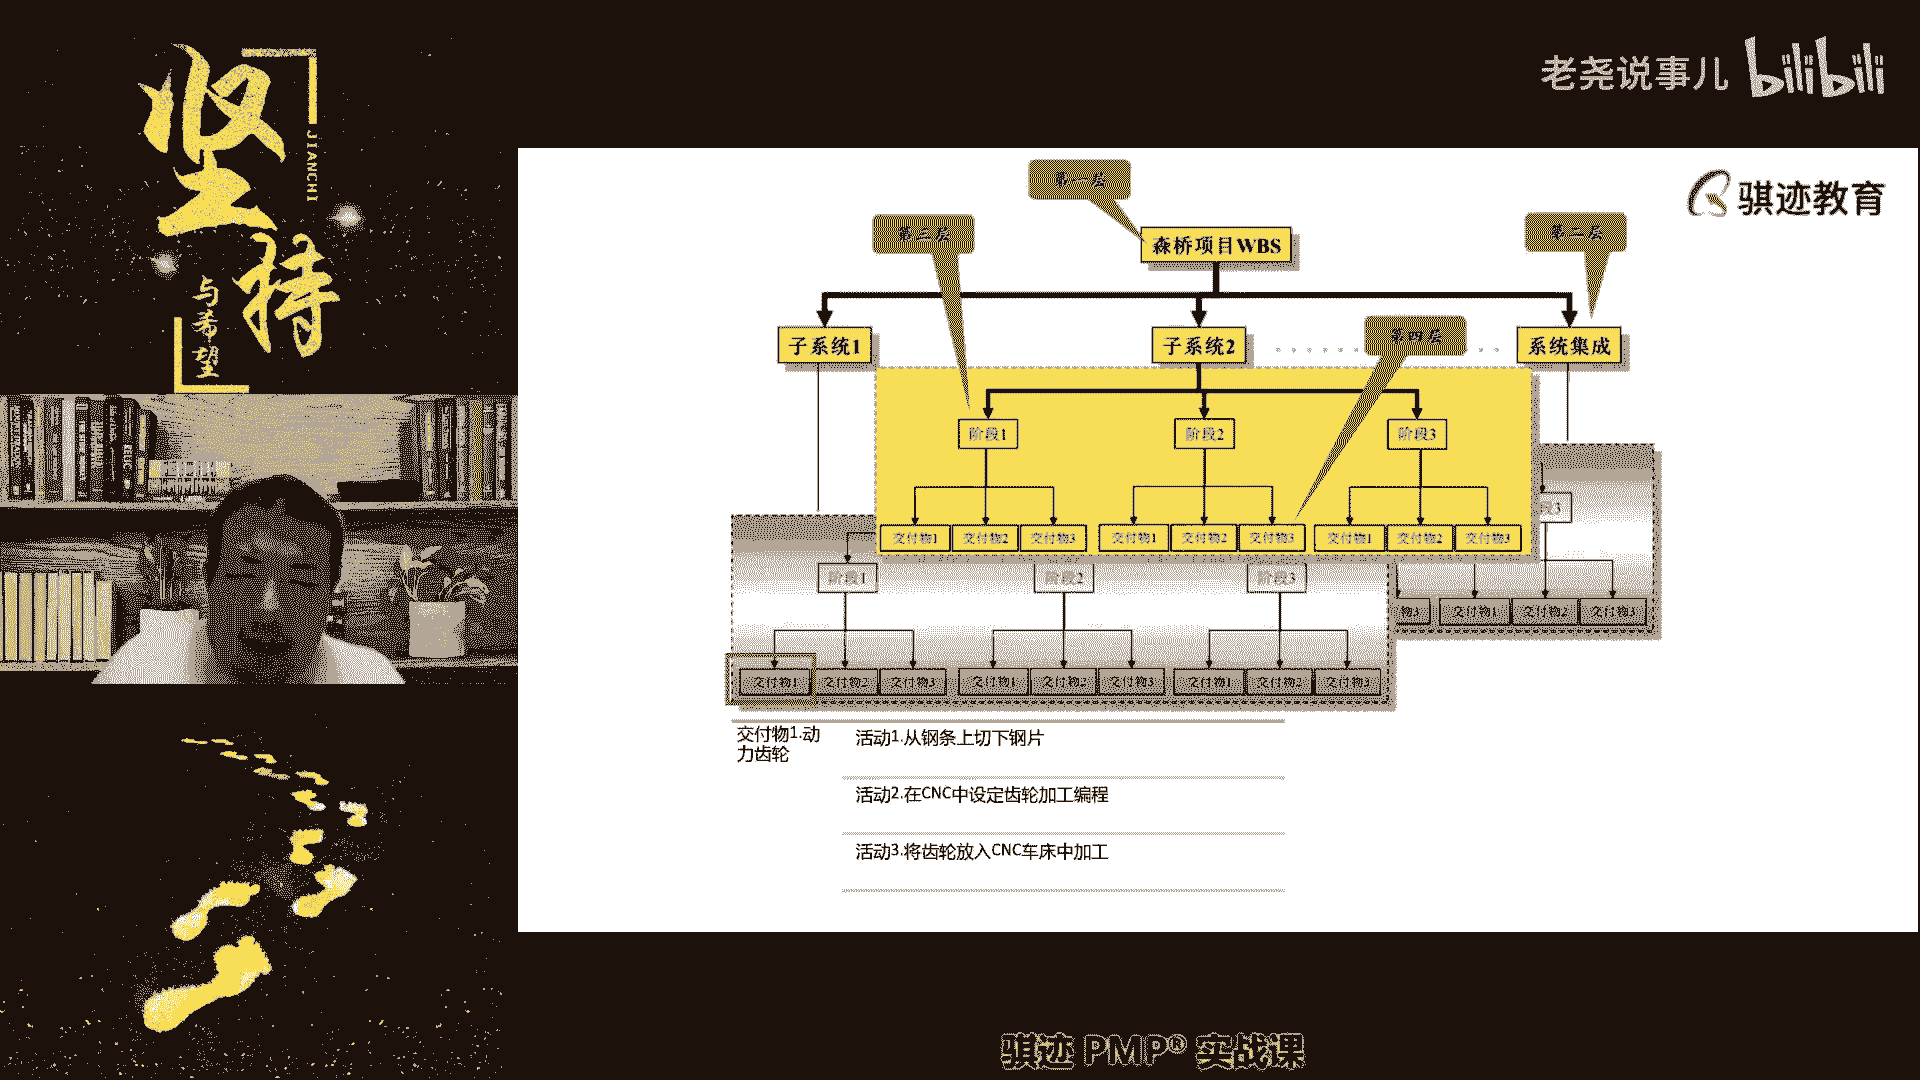 坚持
JIANCHI
与希望
老尧说事儿 bilibili
骐迹教育
第一层
第三层
第二层
森桥项目WBS
子系统1
子系统2
第四层
系统集成
阶段1
阶段2
阶段3
段3
交付物1
交付物2
交付物3
交付物1
交付物2
交付物3
交付物1
交付物2
交付物3
阶段1
阶段2
阶段3
物3
交付物1
交付物2
交付物3
交付物1
交付物2
交付物3
交付物1
交付物2
交付物3
交付物1
交付物2
交付物3
交付物1.动
力齿轮
活动1.从钢条上切下钢片
活动2.在CNC中设定齿轮加工编程
活动3.将齿轮放入CNC车床中加工
骐迹 PMP® 实战课